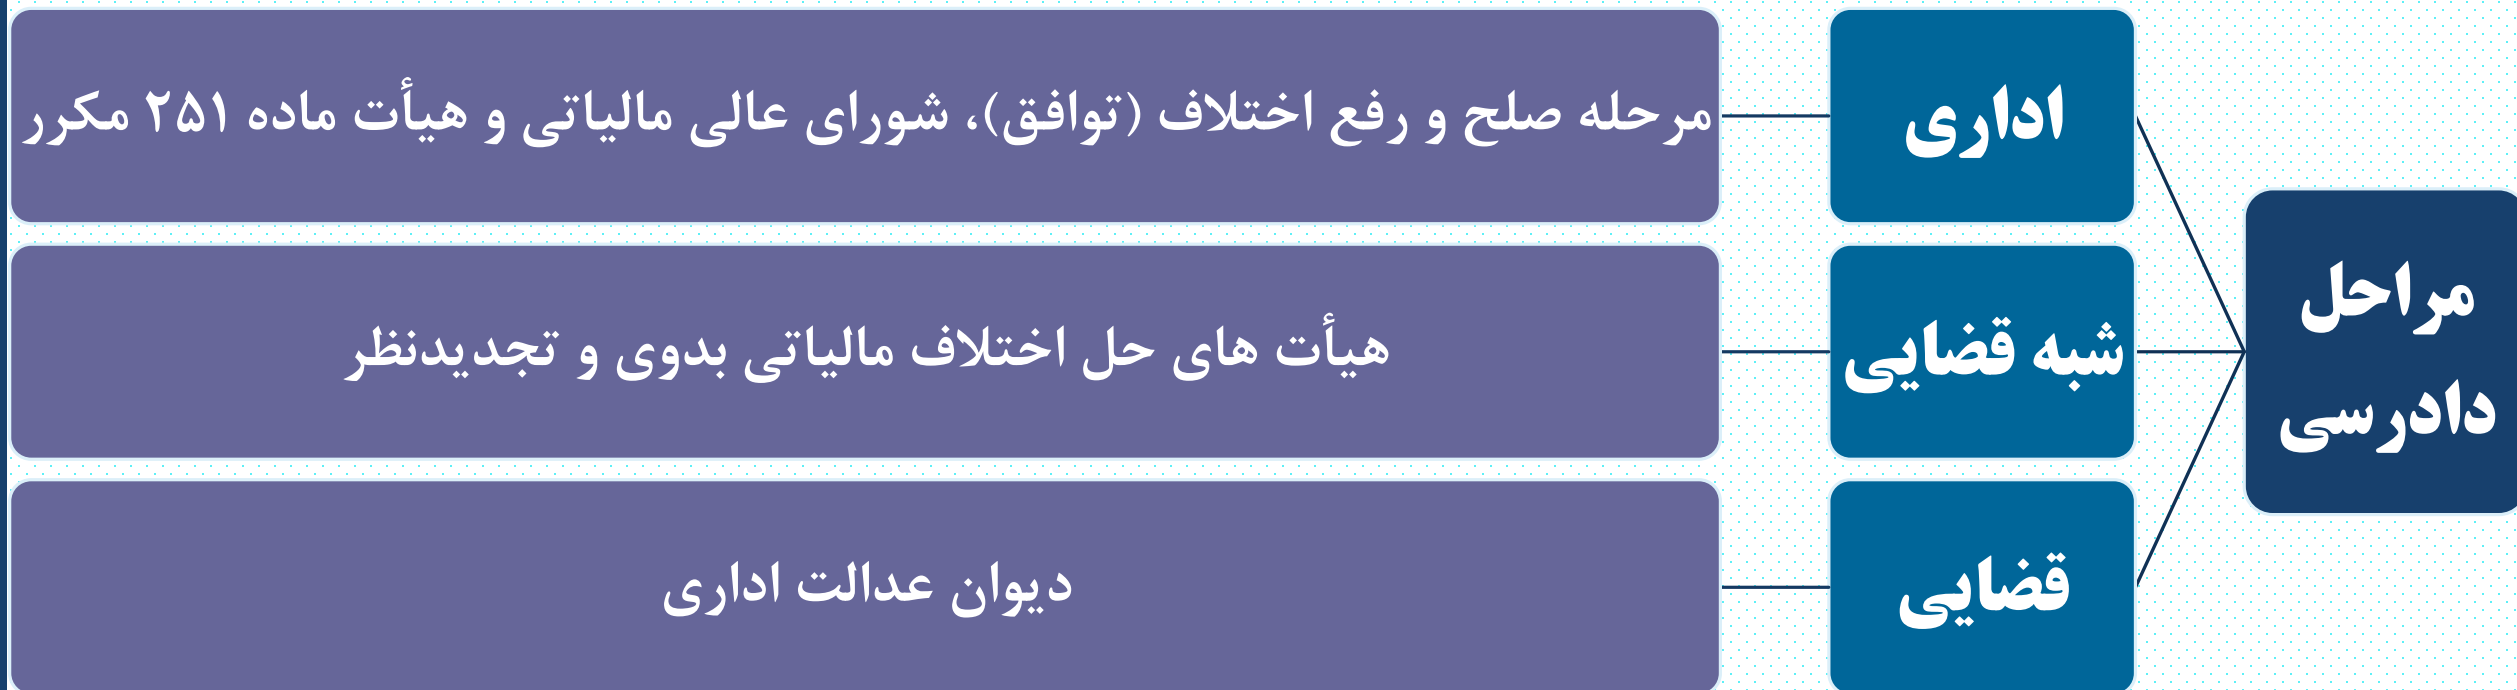 مراحل
دادرسی
اداری
مرحله صلح و رفع اختلاف (توافق)، شورای عالی مالیاتی و هیأت ماده ۲۵۱ مکرر
شبه قضایی
هیأت های حل اختلاف مالیاتی بدوی و تجدیدنظر
قضایی
دیوان عدالت اداری